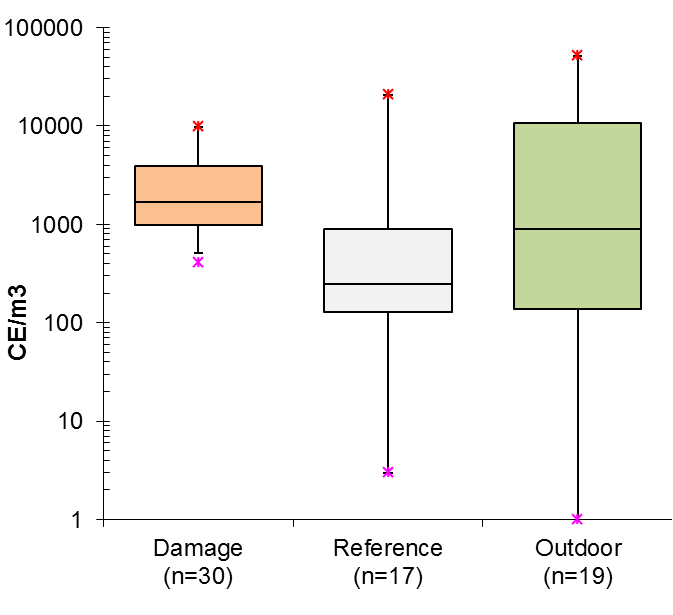 100000
10000
1000
100
10
1
CE/m3
Damage
(n=30)
Reference
(n=17)
Outdoor
(n=19)